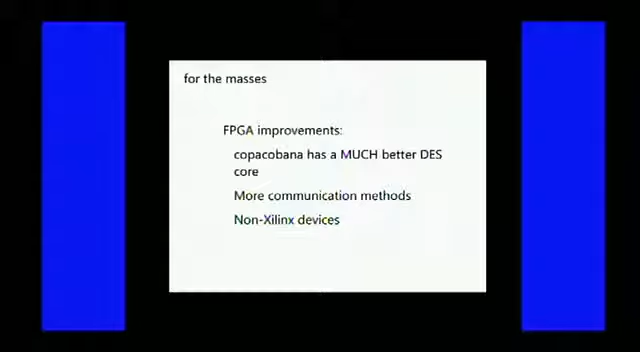 for the masses
FPGA improvements:
copacobana has a MUCH better DES
core
More communication methods
Non-Xilinx devices